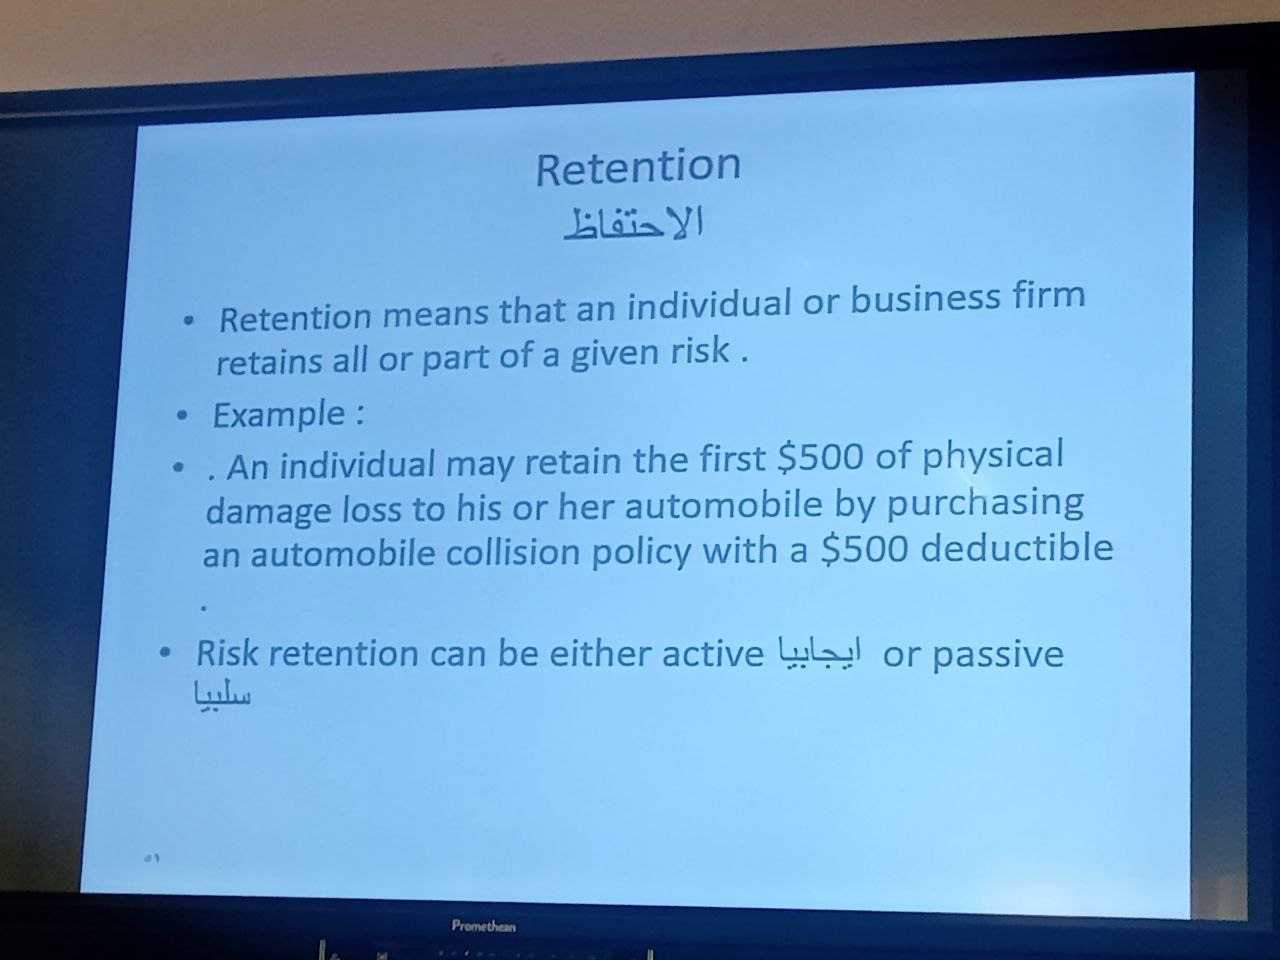 Retention
الاحتفاظ
• Retention means that an individual or business firm
retains all or part of a given risk .
• Example :
• . An individual may retain the first $500 of physical
damage loss to his or her automobile by purchasing
an automobile collision policy with a $500 deductible
.
• Risk retention can be either active ايجابيا or passive
سلبيا
٥٦
Promethean